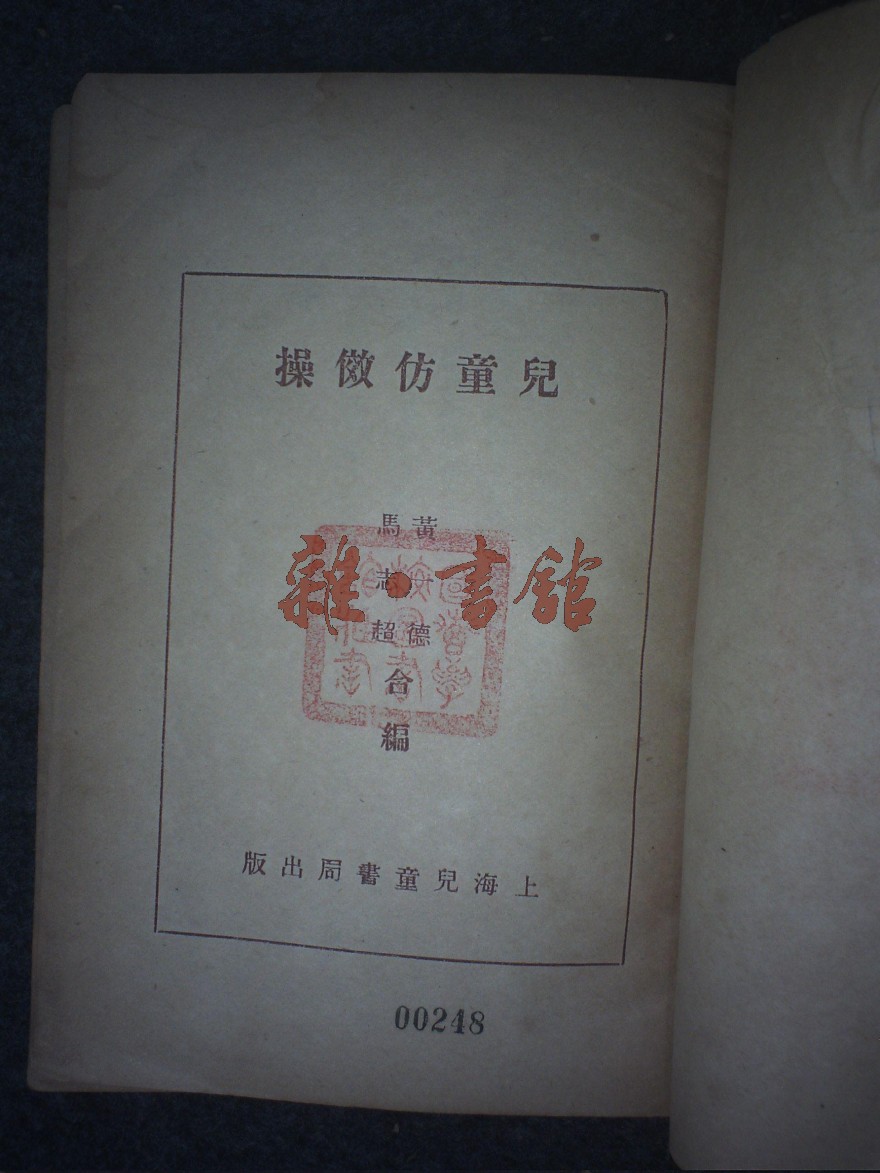 兒童仿傚操
黃 德
馬志超
合編
上海兒童書局出版
00248
雜·書館